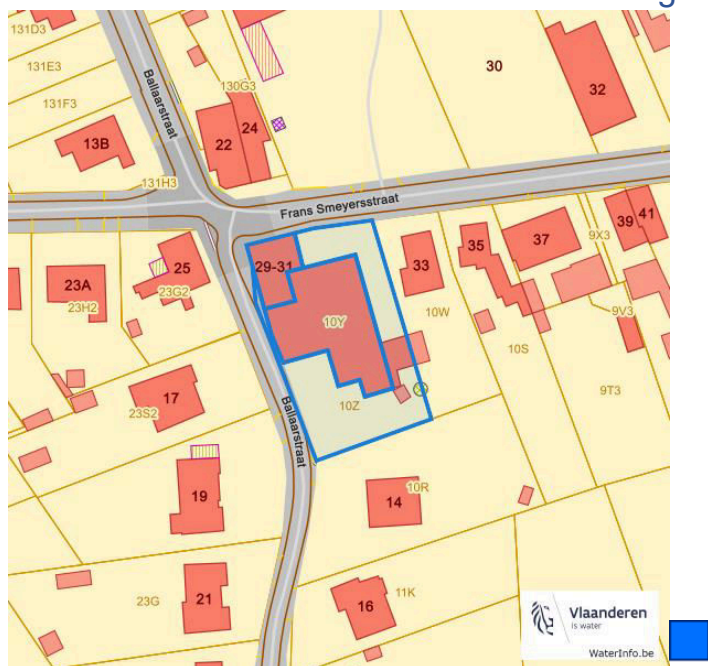 131D3
131E3
131F3
Ballaarstraat
130G3
30
32
13B
22
24
131H3
Frans Smeyersstraat
39
41
9X3
29-31
33
35
37
25
23A
23H2
23G2
10Y
10W
9V3
10S
17
23S2
10Z
9T3
Ballaarstraat
19
14
10R
21
23G
16
11K
Vlaanderen
is water
WaterInfo.be